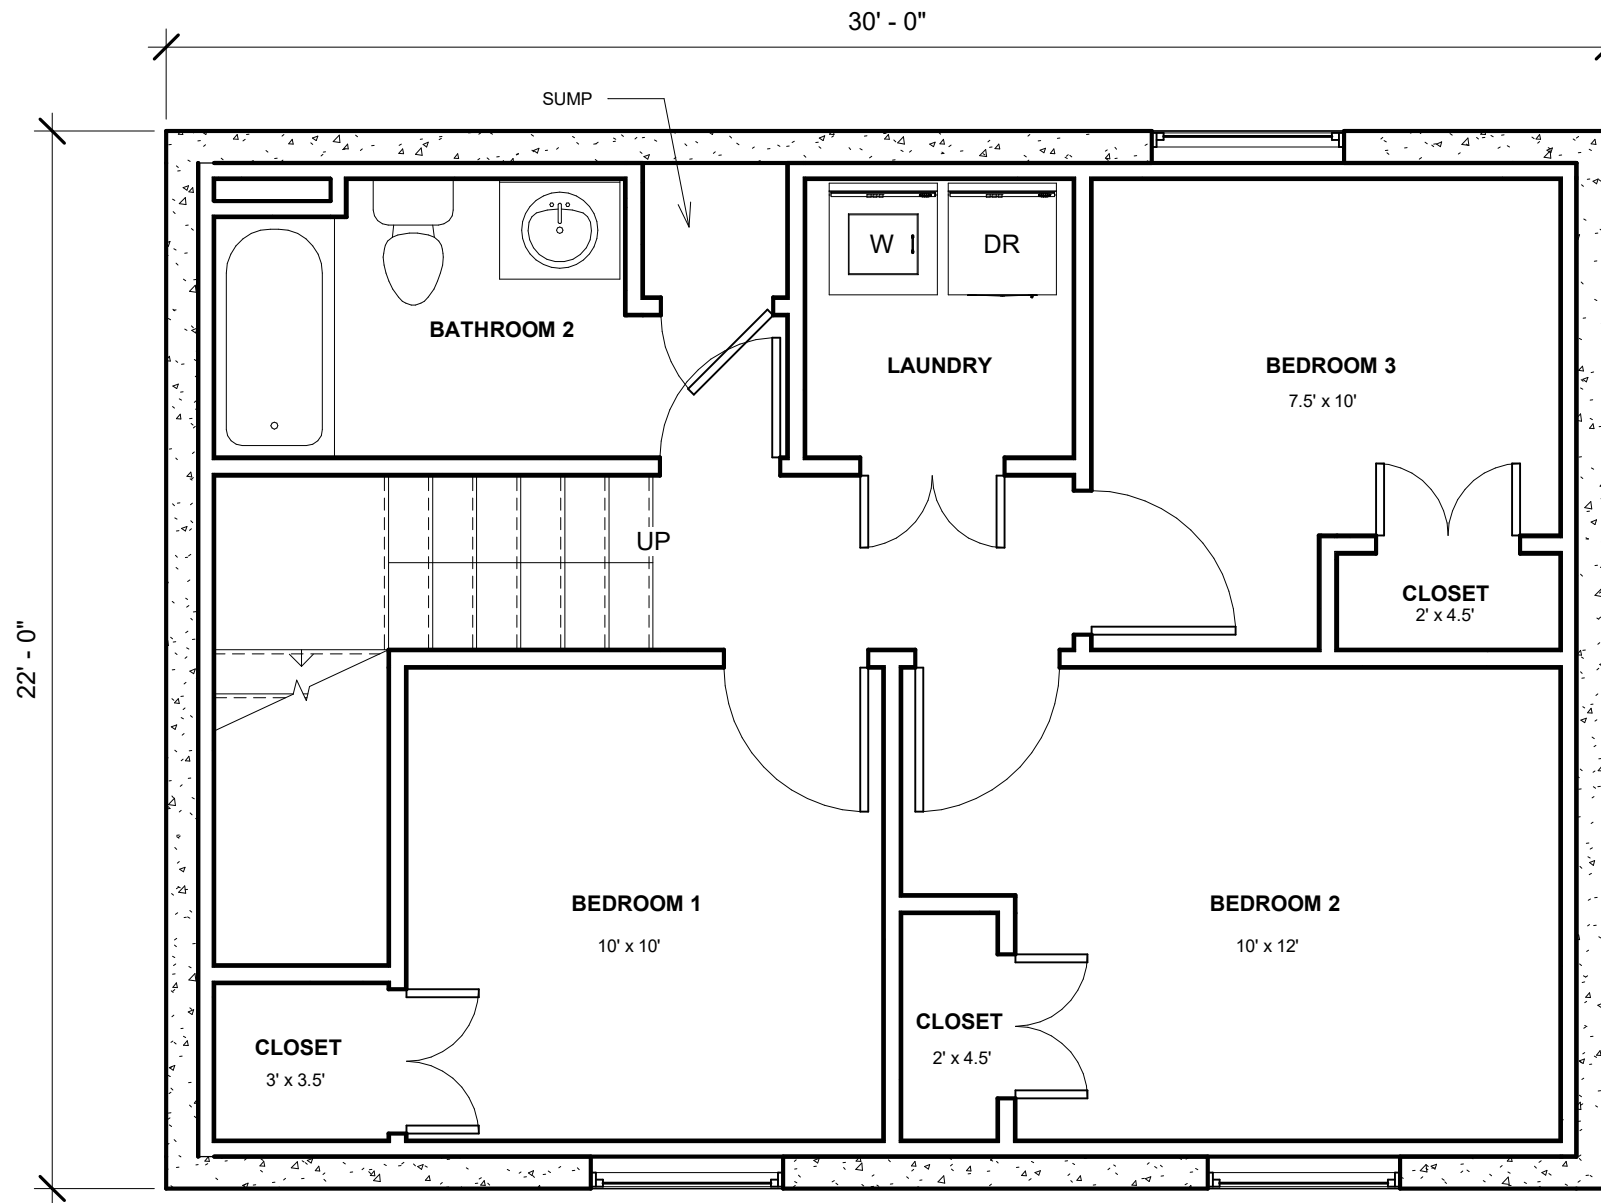 30' - 0"
SUMP
W
DR
BATHROOM 2
LAUNDRY
BEDROOM 3
7.5' x 10'
UP
CLOSET
2' x 4.5'
22' - 0"
BEDROOM 1
10' x 10'
BEDROOM 2
10' x 12'
CLOSET
2' x 4.5'
CLOSET
3' x 3.5'